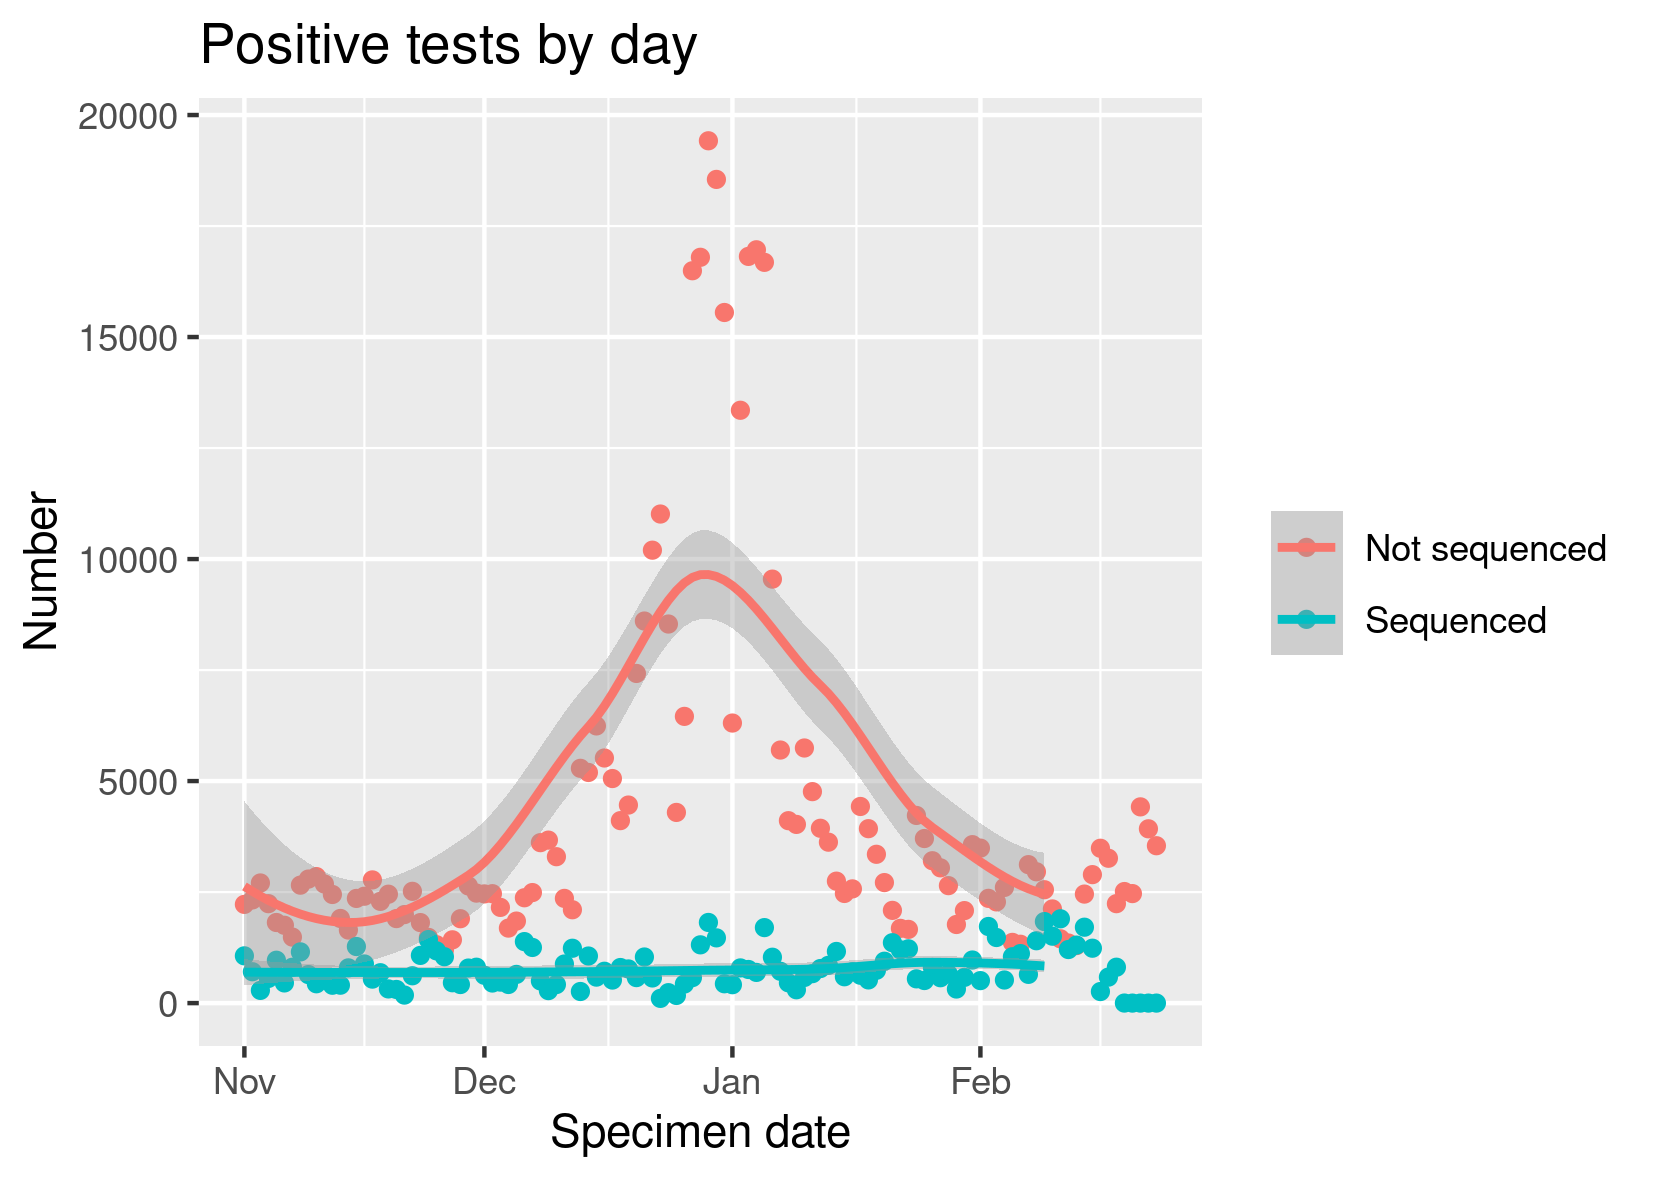 Positive tests by day
20000
15000
10000
5000
0
Number
Nov Dec Jan Feb
Specimen date
Not sequenced
Sequenced